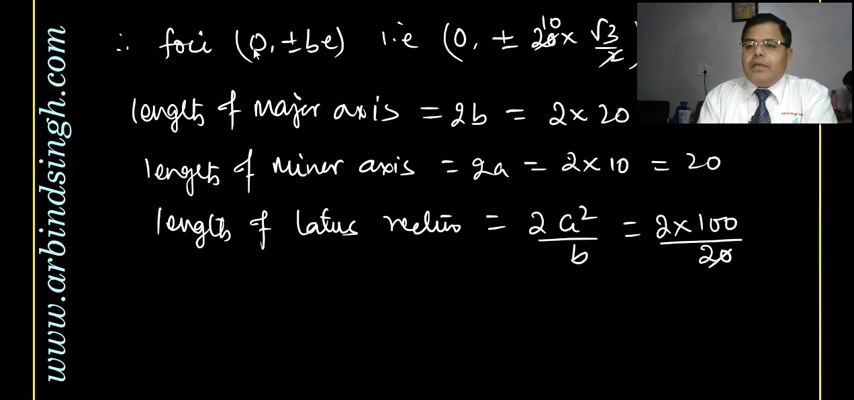 ∴ foci (0, ± be) i.e (0, ± 20 10 × √3/2
length of major axis = 2b = 2 × 20
length of minor axis = 2a = 2 × 10 = 20
length of latus rectum = 2a²/b = 2 × 100/20
www.arbindsingh.com